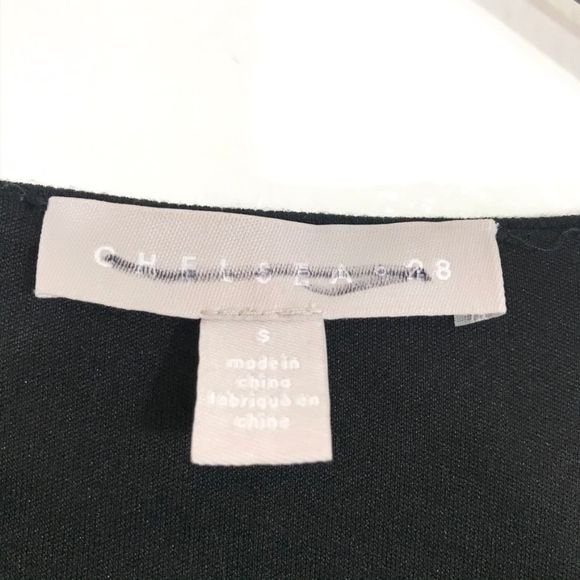 CHELSEA 28
S
made in
china
fabriqué en
chine